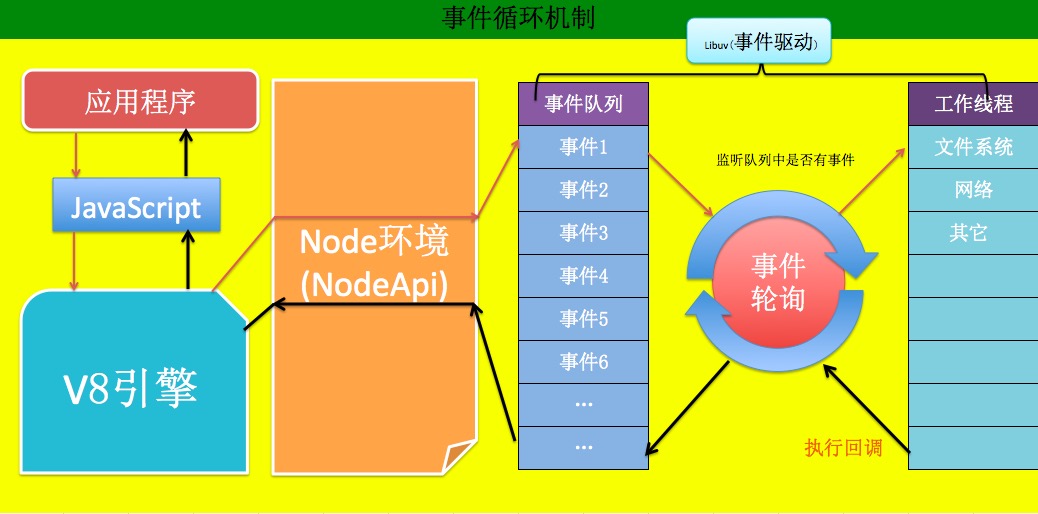 事件循环机制
Libuv(事件驱动)
应用程序
JavaScript
V8引擎
Node环境
(NodeApi)
事件队列
事件1
事件2
事件3
事件4
事件5
事件6
...
...
监听队列中是否有事件
事件
轮询
执行回调
工作线程
文件系统
网络
其它